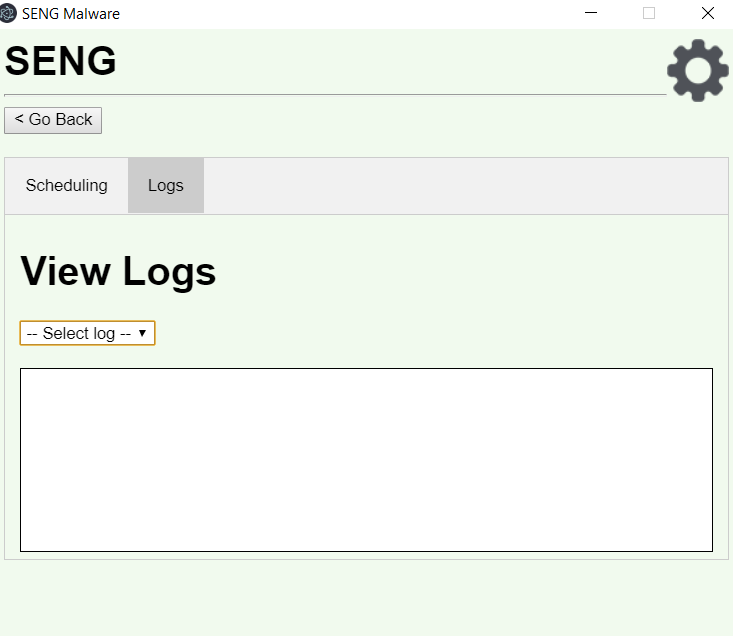 SENG Malware
SENG
< Go Back
Scheduling Logs
View Logs
-- Select log --